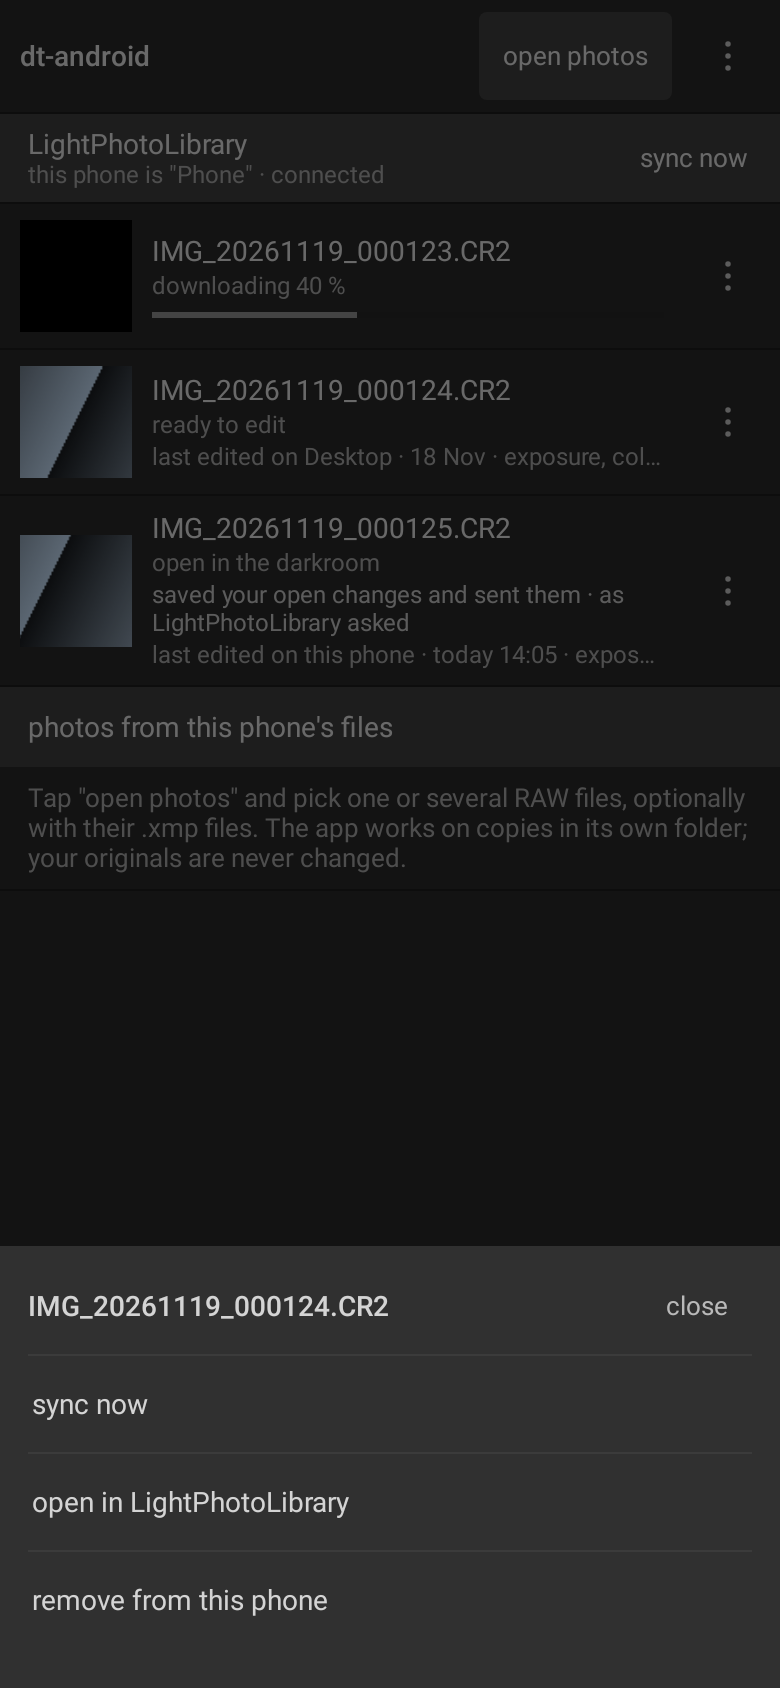 dt-android
open photos
LightPhotoLibrary
this phone is "Phone" · connected
sync now
IMG_20261119_000123.CR2
downloading 40 %
IMG_20261119_000124.CR2
ready to edit
last edited on Desktop · 18 Nov · exposure, col…
IMG_20261119_000125.CR2
open in the darkroom
saved your open changes and sent them · as
LightPhotoLibrary asked
last edited on this phone · today 14:05 · expos…
photos from this phone's files
Tap "open photos" and pick one or several RAW files, optionally
with their .xmp files. The app works on copies in its own folder;
your originals are never changed.
IMG_20261119_000124.CR2
close
sync now
open in LightPhotoLibrary
remove from this phone